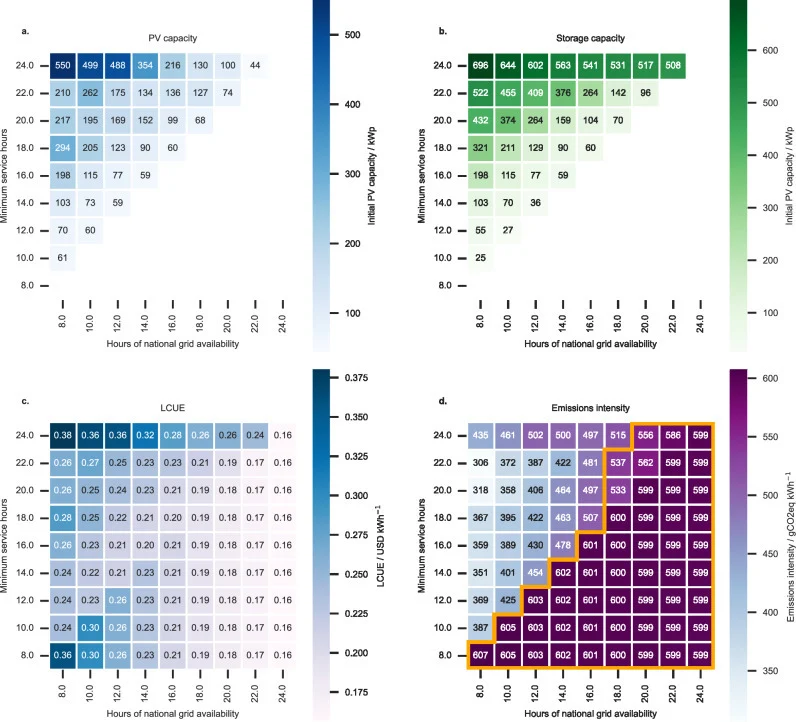 a.
PV capacity
24.0 550 499 488 354 216 130 100 44
22.0 210 262 175 134 136 127 74
20.0 217 195 169 152 99 68
18.0 294 205 123 90 60
16.0 198 115 77 59
14.0 103 73 59
12.0 70 60
10.0 61
8.0
8.0 10.0 12.0 14.0 16.0 18.0 20.0 22.0 24.0
Hours of national grid availability
Minimum service hours
500
400
300
200
100
Initial PV capacity / kWp
b.
Storage capacity
24.0 696 644 602 563 541 531 517 508
22.0 522 455 409 376 264 142 96
20.0 432 374 264 159 104 70
18.0 321 211 129 90 60
16.0 198 115 77 59
14.0 103 70 36
12.0 55 27
10.0 25
8.0
8.0 10.0 12.0 14.0 16.0 18.0 20.0 22.0 24.0
Hours of national grid availability
Minimum service hours
600
500
400
300
200
100
Initial PV capacity / kWp
c.
LCUE
24.0 0.38 0.36 0.36 0.32 0.28 0.26 0.26 0.24 0.16
22.0 0.26 0.27 0.25 0.23 0.23 0.21 0.19 0.17 0.16
20.0 0.26 0.25 0.24 0.23 0.21 0.19 0.18 0.17 0.16
18.0 0.28 0.25 0.22 0.21 0.20 0.19 0.18 0.17 0.16
16.0 0.26 0.23 0.21 0.20 0.21 0.19 0.18 0.17 0.16
14.0 0.24 0.22 0.21 0.23 0.21 0.19 0.18 0.17 0.16
12.0 0.24 0.23 0.26 0.23 0.21 0.19 0.18 0.17 0.16
10.0 0.24 0.30 0.26 0.23 0.21 0.19 0.18 0.17 0.16
8.0 0.36 0.30 0.26 0.23 0.21 0.19 0.18 0.17 0.16
8.0 10.0 12.0 14.0 16.0 18.0 20.0 22.0 24.0
Hours of national grid availability
Minimum service hours
0.375
0.350
0.325
0.300
0.275
0.250
0.225
0.200
0.175
LCUE / USD kWh⁻¹
d.
Emissions intensity
24.0 435 461 502 500 497 515 556 586 599
22.0 306 372 387 422 481 537 562 599 599
20.0 318 358 406 464 497 533 599 599 599
18.0 367 395 422 463 507 600 599 599 599
16.0 359 389 430 478 601 600 599 599 599
14.0 351 401 454 602 601 600 599 599 599
12.0 369 425 603 602 601 600 599 599 599
10.0 387 605 603 602 601 600 599 599 599
8.0 607 605 603 602 601 600 599 599 599
8.0 10.0 12.0 14.0 16.0 18.0 20.0 22.0 24.0
Hours of national grid availability
Minimum service hours
600
550
500
450
400
350
Emissions intensity / gCO2eq kWh⁻¹